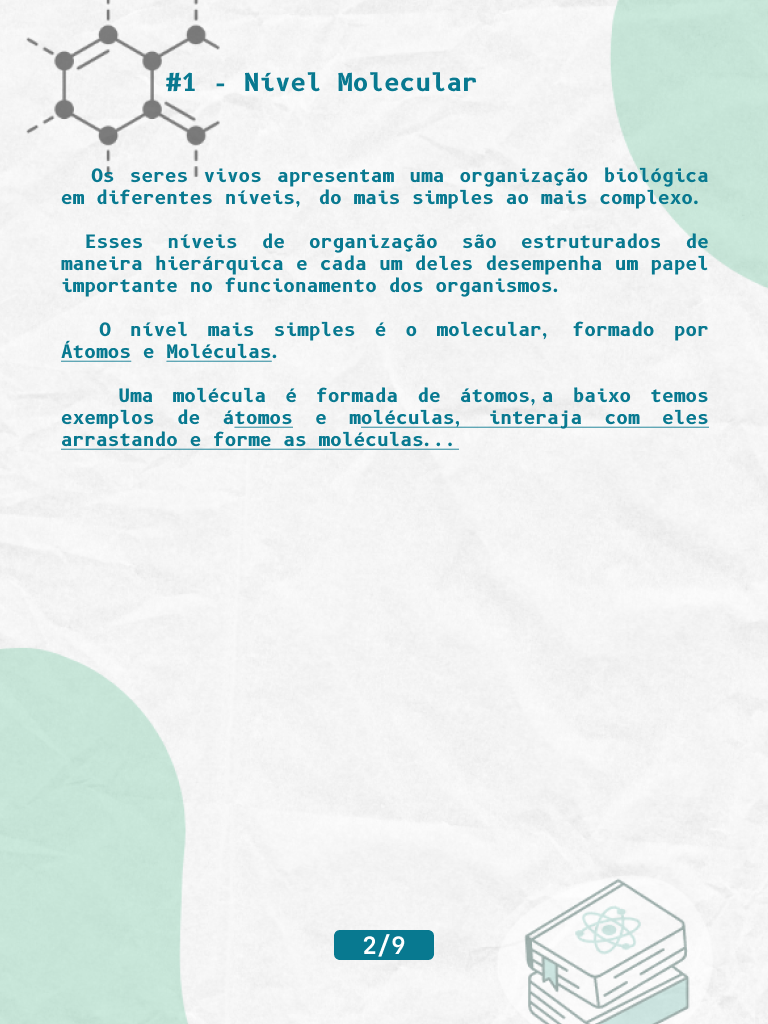 #1 - Nível Molecular
Os seres vivos apresentam uma organização biológica
em diferentes níveis, do mais simples ao mais complexo.
Esses níveis de organização são estruturados de
maneira hierárquica e cada um deles desempenha um papel
importante no funcionamento dos organismos.
O nível mais simples é o molecular, formado por
Átomos e Moléculas.
Uma molécula é formada de átomos,a baixo temos
exemplos de átomos e moléculas, interaja com eles
arrastando e forme as moléculas...
2/9